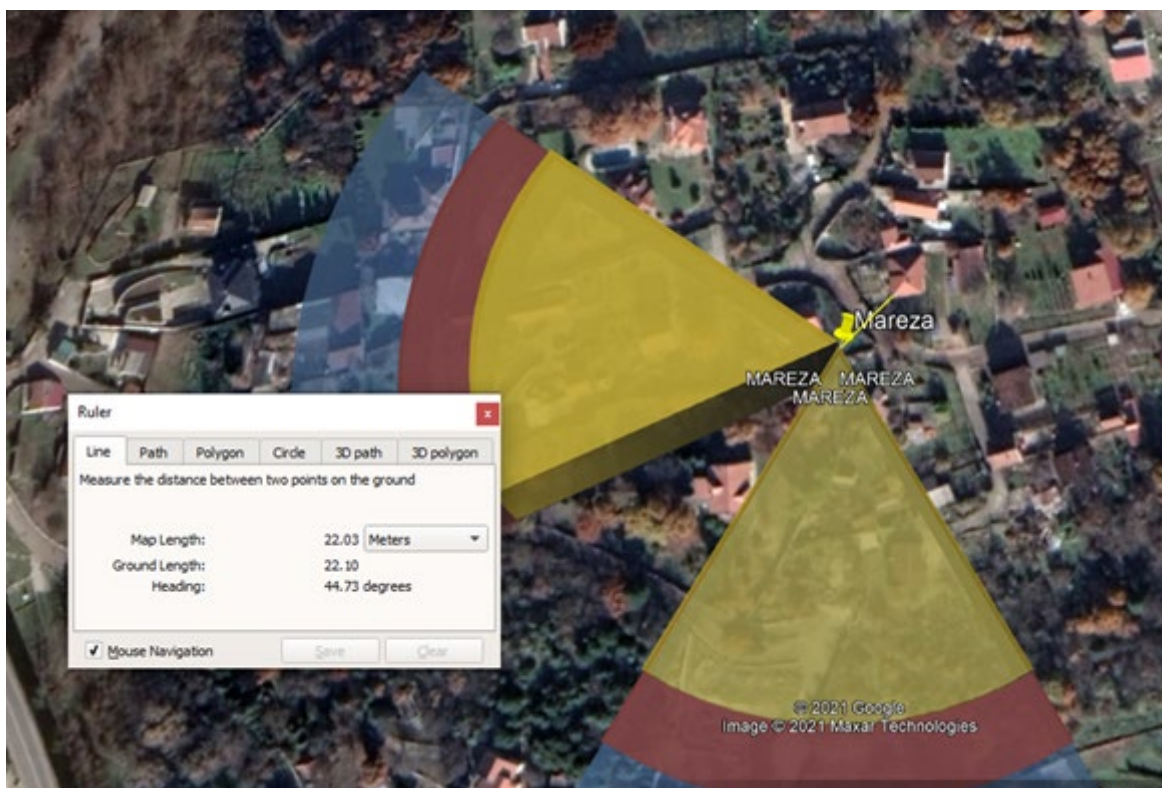 Mareza
MAREZA MAREZA
MAREZA
Ruler
x
Line Path Polygon Circle 3D path 3D polygon
Measure the distance between two points on the ground
Map Length: 22.03 Meters
Ground Length: 22.10
Heading: 44.73 degrees
Mouse Navigation Save Clear
© 2021 Google
Image © 2021 Maxar Technologies